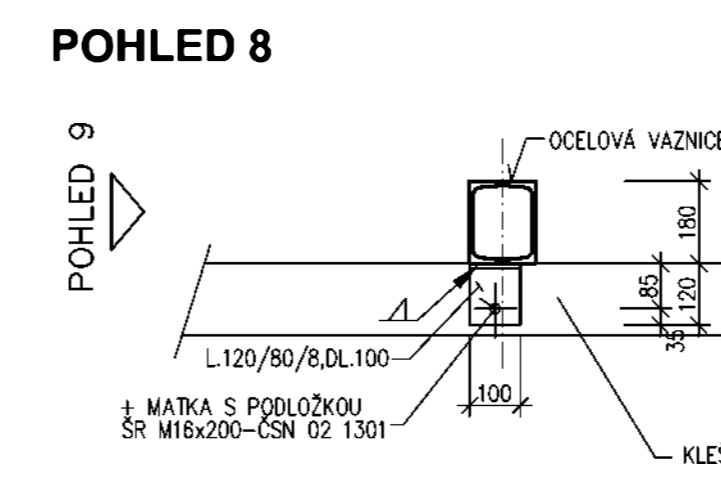 POHLED 8
POHLED 9
OCELOVÁ VAZNICE
180
85
120
35
L.120/80/8,DL.100
100
+ MATKA S PODLOŽKOU
ŠR M16x200-ČSN 02 1301